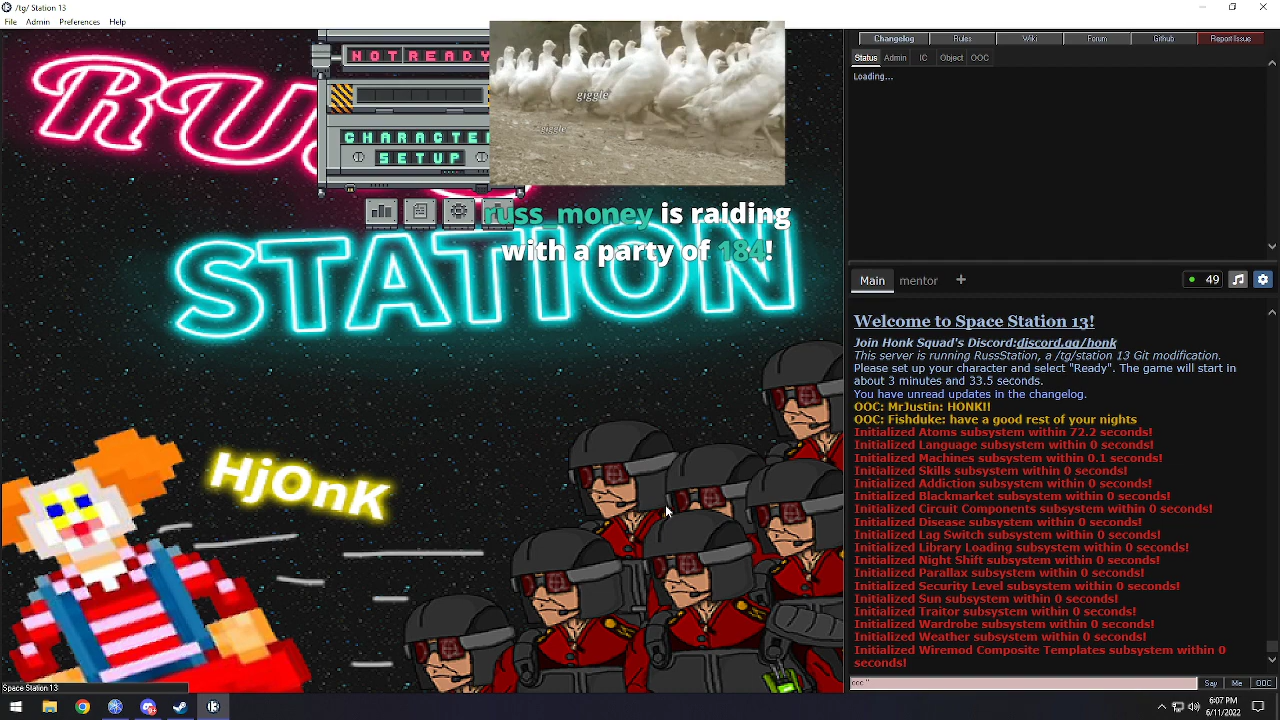 /tg/ Station 13
File Preferences Help
NOT READY
CHARACTE
SETUP
giggle
giggle
russ_money is raiding
with a party of 184!
RU
STATION
HjOnK
Space Station 13
Changelog Rules Wiki Forum Github Report Issue
Status Admin IC Object OOC
Loading...
Main mentor + 49
Welcome to Space Station 13!
Join Honk Squad's Discord:discord.gg/honk
This server is running RussStation, a /tg/station 13 Git modification.
Please set up your character and select "Ready". The game will start in
about 3 minutes and 33.5 seconds.
You have unread updates in the changelog.
OOC: MrJustin: HONK!!
OOC: Fishduke: have a good rest of your nights
Initialized Atoms subsystem within 72.2 seconds!
Initialized Language subsystem within 0 seconds!
Initialized Machines subsystem within 0.1 seconds!
Initialized Skills subsystem within 0 seconds!
Initialized Addiction subsystem within 0 seconds!
Initialized Blackmarket subsystem within 0 seconds!
Initialized Circuit Components subsystem within 0 seconds!
Initialized Disease subsystem within 0 seconds!
Initialized Lag Switch subsystem within 0 seconds!
Initialized Library Loading subsystem within 0 seconds!
Initialized Night Shift subsystem within 0 seconds!
Initialized Parallax subsystem within 0 seconds!
Initialized Security Level subsystem within 0 seconds!
Initialized Sun subsystem within 0 seconds!
Initialized Traitor subsystem within 0 seconds!
Initialized Wardrobe subsystem within 0 seconds!
Initialized Weather subsystem within 0 seconds!
Initialized Wiremod Composite Templates subsystem within 0
seconds!
ooc "
Say Me OOC
6:07 PM
6/11/2022